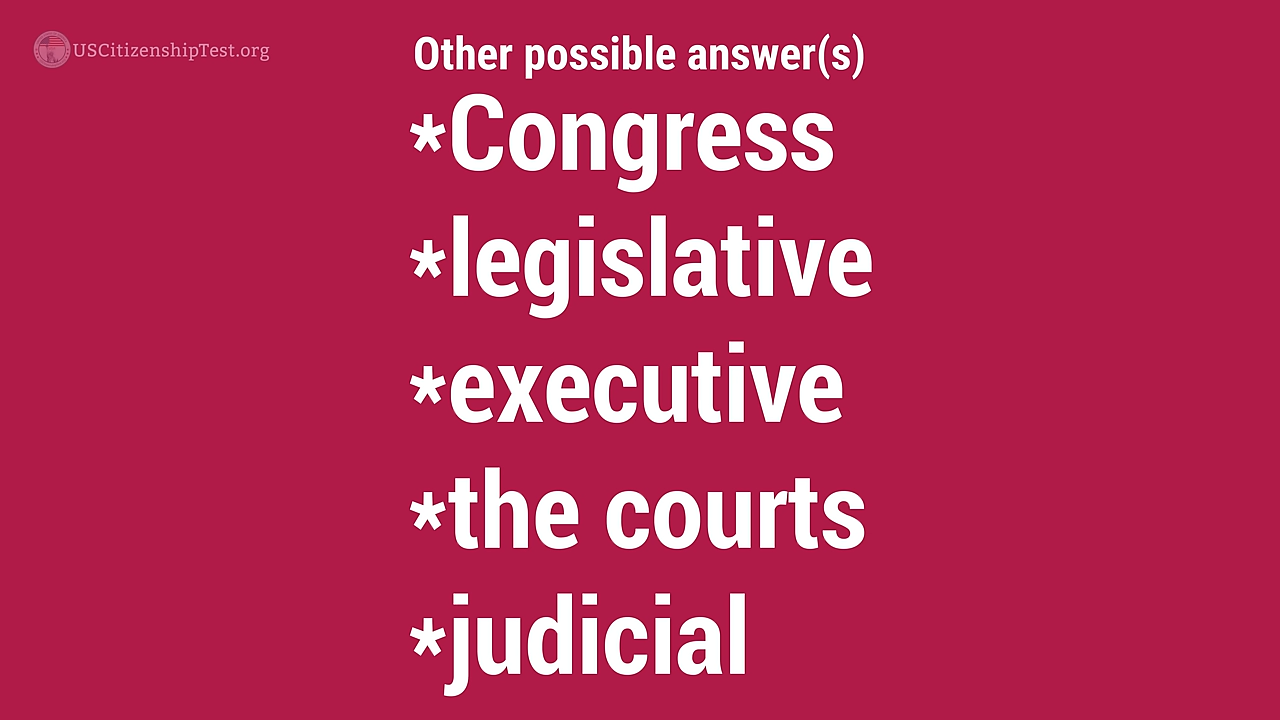 USCitizenshipTest.org
Other possible answer(s)
*Congress
*legislative
*executive
*the courts
*judicial